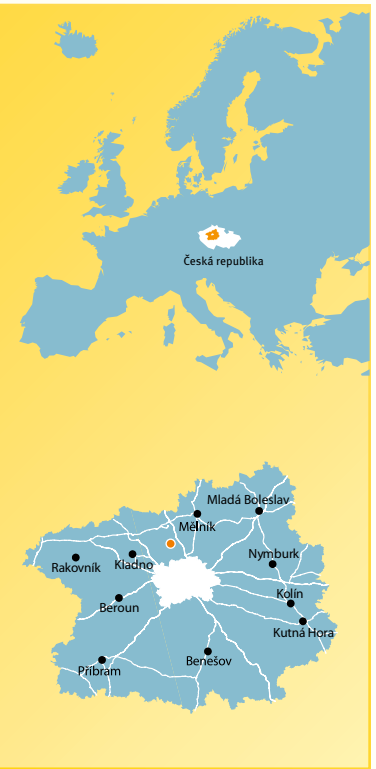 Česká republika
Mladá Boleslav
Mělník
Nymburk
Rakovník
Kladno
Kolín
Beroun
Kutná Hora
Benešov
Příbram